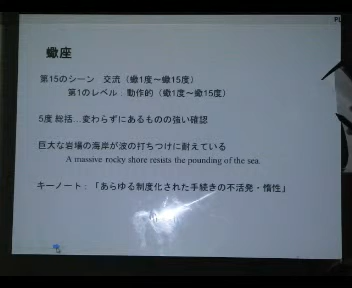 蠍座
第15のシーン　交流（蠍1度～蠍15度）
第1のレベル：動作的（蠍1度～蠍15度）
5度 総括…変わらずにあるものの強い確認
巨大な岩場の海岸が波の打ちつけに耐えている
A massive rocky shore resists the pounding of the sea.
キーノート：「あらゆる制度化された手続きの不活発・惰性」